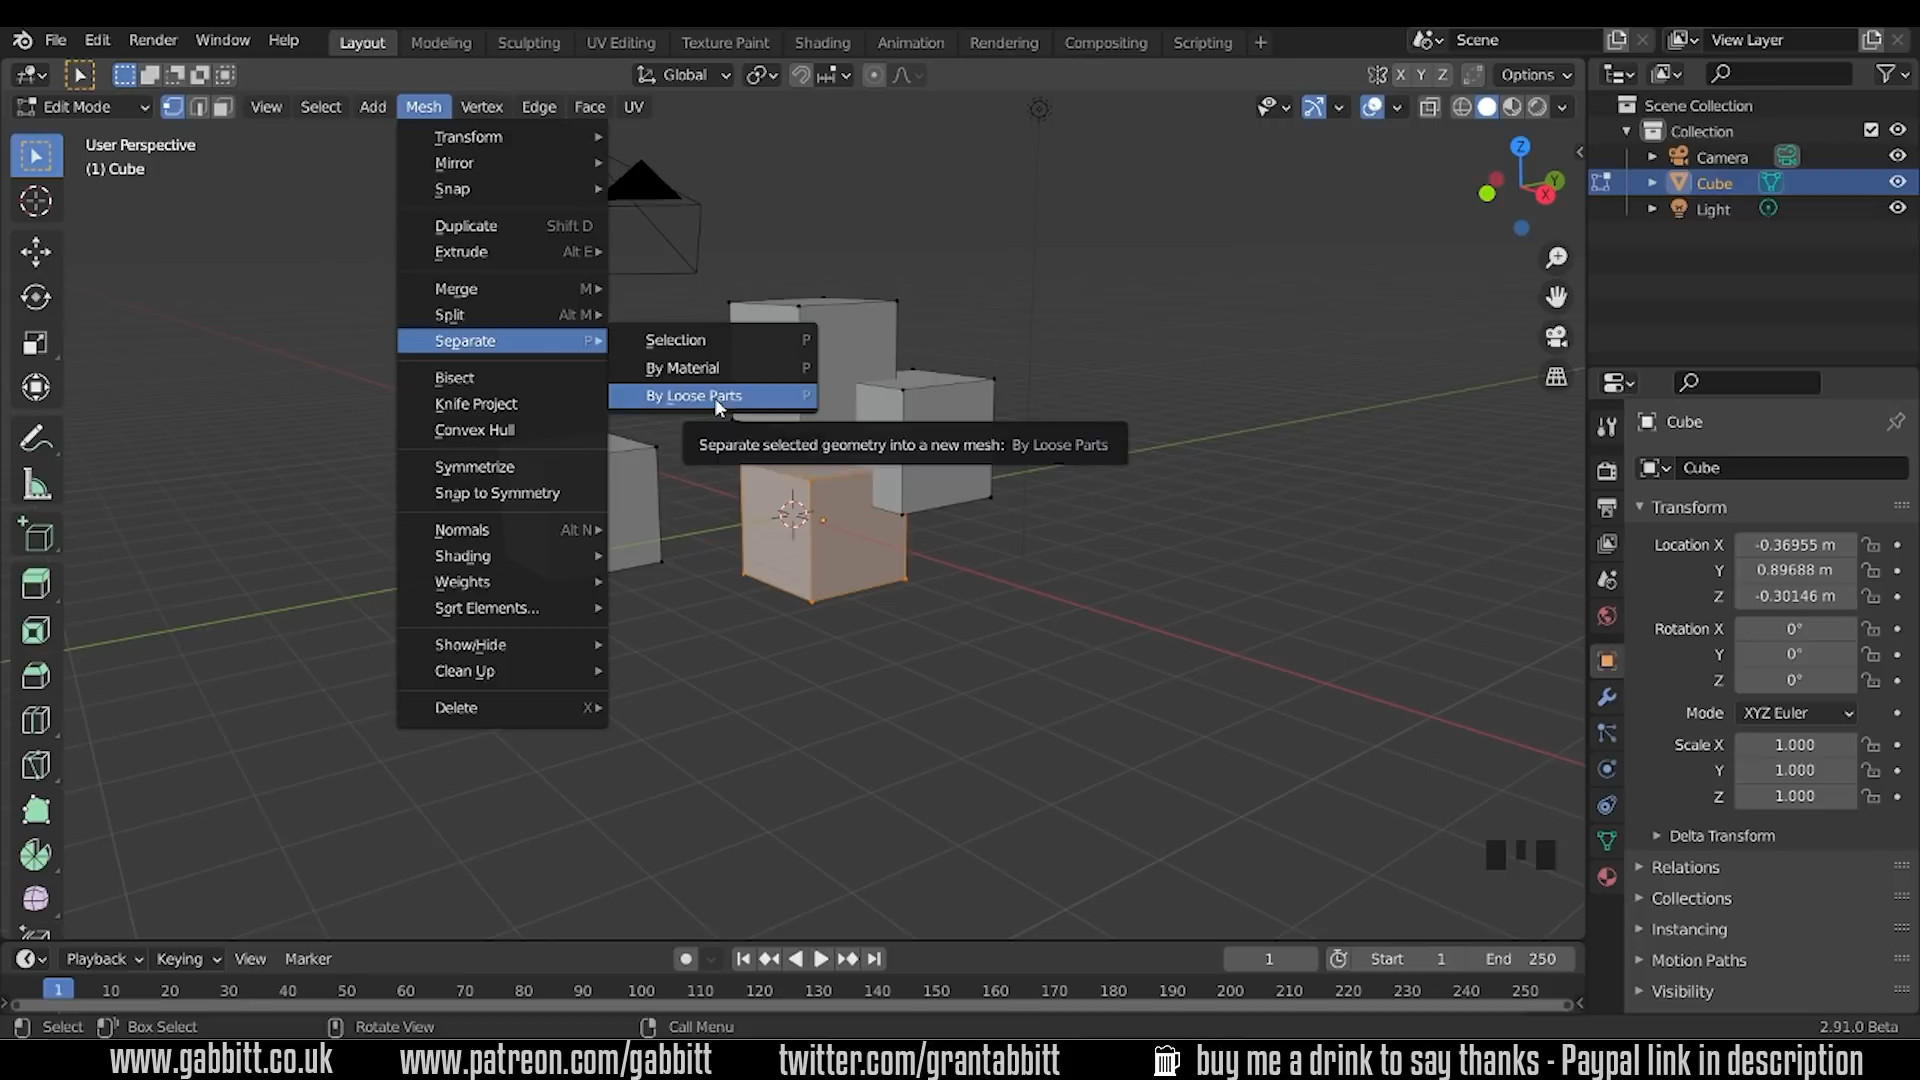 File Edit Render Window Help Layout Modeling Sculpting UV Editing Texture Paint Shading Animation Rendering Compositing Scripting + Scene View Layer
Global X Y Z Options
Edit Mode View Select Add Mesh Vertex Edge Face UV
User Perspective
(1) Cube
Transform
Mirror
Snap
Duplicate Shift D
Extrude Alt E
Merge M
Split Alt M
Separate P
Bisect
Knife Project
Convex Hull
Symmetrize
Snap to Symmetry
Normals Alt N
Shading
Weights
Sort Elements...
Show/Hide
Clean Up
Delete X
Selection P
By Material P
By Loose Parts P
Separate selected geometry into a new mesh: By Loose Parts
Z
Y
X
Scene Collection
Collection
Camera
Cube
Light
Cube
Cube
Transform
Location X -0.36955 m
Y 0.89688 m
Z -0.30146 m
Rotation X 0°
Y 0°
Z 0°
Mode XYZ Euler
Scale X 1.000
Y 1.000
Z 1.000
Delta Transform
Relations
Collections
Instancing
Motion Paths
Visibility
Playback Keying View Marker 1 Start 1 End 250
1 10 20 30 40 50 60 70 80 90 100 110 120 130 140 150 160 170 180 190 200 210 220 230 240 250
Select Box Select Rotate View Call Menu 2.91.0 Beta
www.gabbitt.co.uk www.patreon.com/gabbitt twitter.com/grantabbitt buy me a drink to say thanks - Paypal link in description